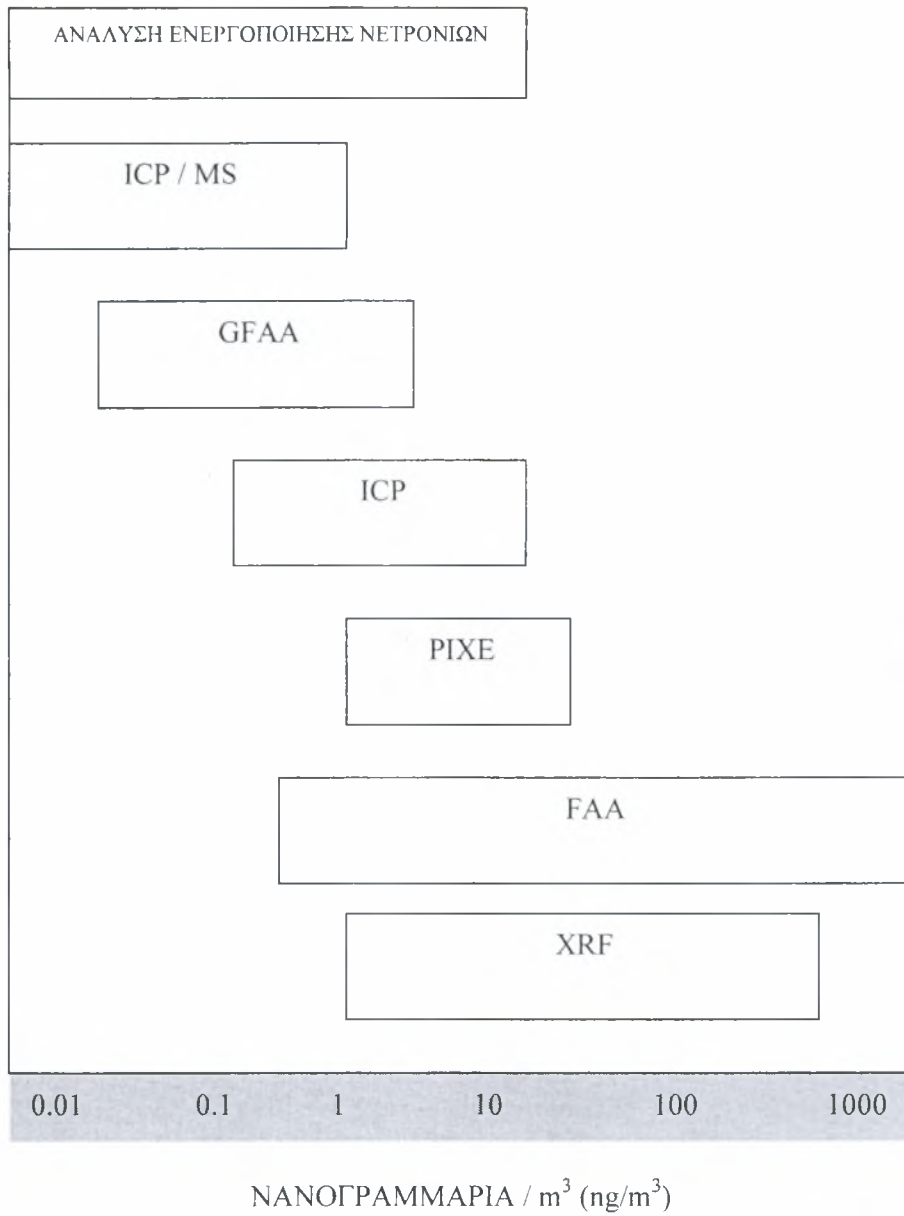 ΑΝΑΛΥΣΗ ΕΝΕΡΓΟΠΟΙΗΣΗΣ ΝΕΤΡΟΝΙΩΝ
ICP / MS
GFAA
ICP
PIXE
FAA
XRF
0.01 0.1 1 10 100 1000
ΝΑΝΟΓΡΑΜΜΑΡΙΑ / m³ (ng/m³)